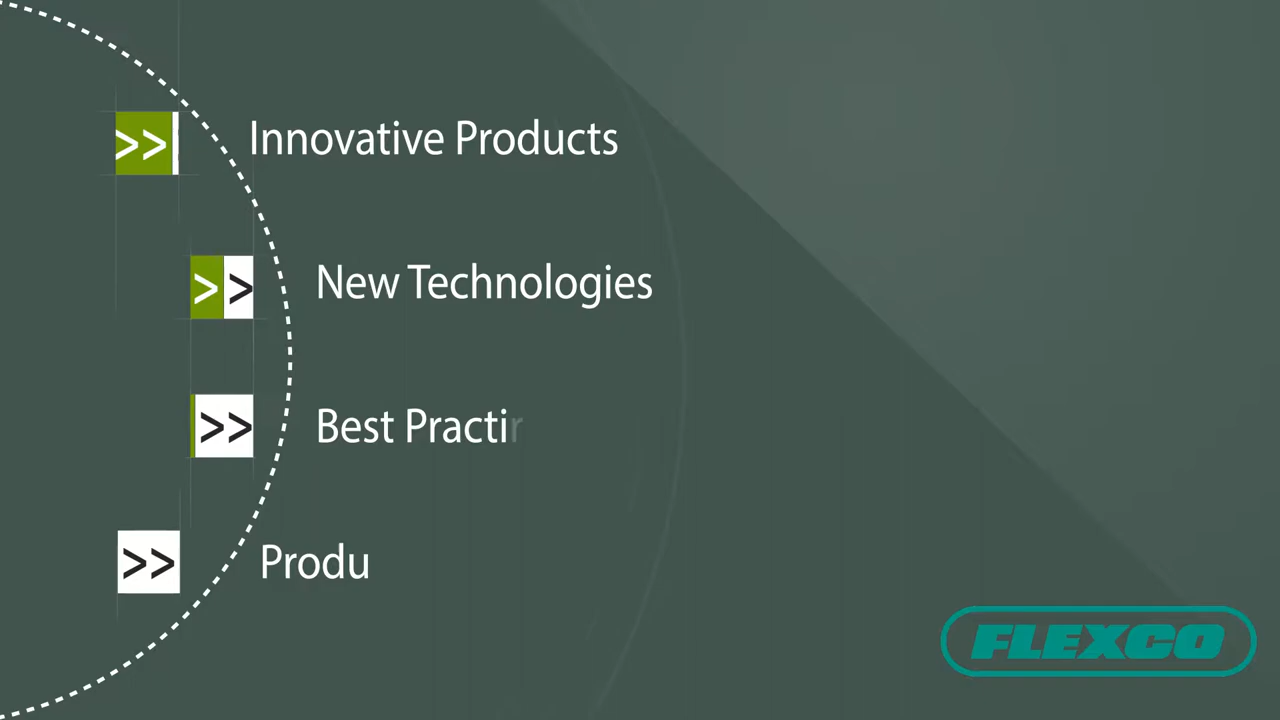 >> Innovative Products
>> New Technologies
>> Best Practi
>> Produ
FLEXCO